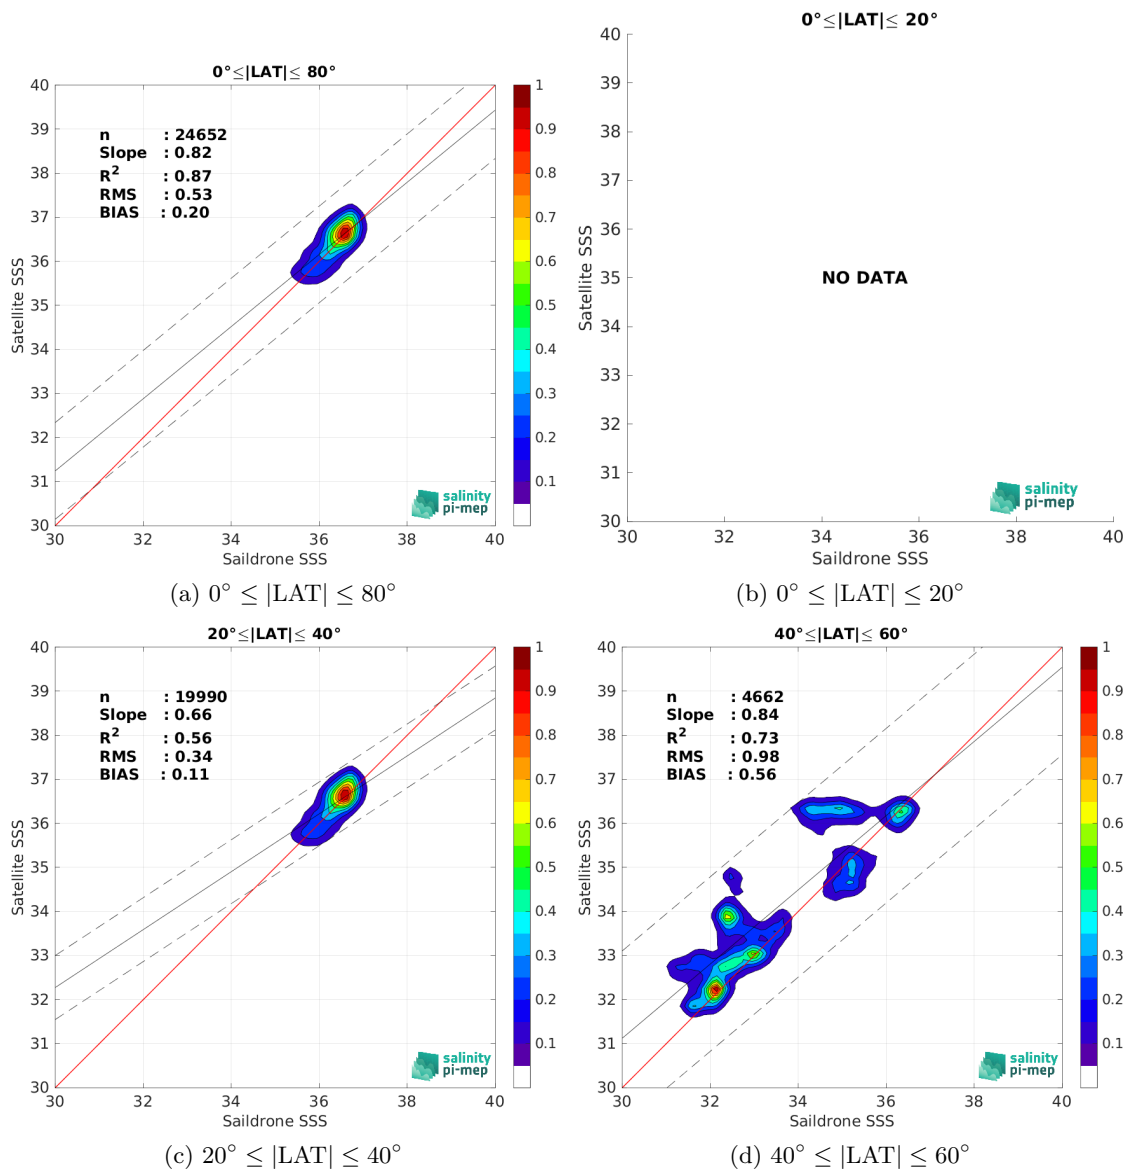 0°≤|LAT|≤ 80°
40
39
38
37
36
35
34
33
32
31
30
Satellite SSS
n : 24652
Slope : 0.82
R² : 0.87
RMS : 0.53
BIAS : 0.20
salinity
pi-mep
30 32 34 36 38 40
Saildrone SSS
1
0.9
0.8
0.7
0.6
0.5
0.4
0.3
0.2
0.1
(a) 0° ≤ |LAT| ≤ 80°
0°≤|LAT|≤ 20°
40
39
38
37
36
35
34
33
32
31
30
Satellite SSS
NO DATA
salinity
pi-mep
30 32 34 36 38 40
Saildrone SSS
(b) 0° ≤ |LAT| ≤ 20°
20°≤|LAT|≤ 40°
40
39
38
37
36
35
34
33
32
31
30
Satellite SSS
n : 19990
Slope : 0.66
R² : 0.56
RMS : 0.34
BIAS : 0.11
salinity
pi-mep
30 32 34 36 38 40
Saildrone SSS
1
0.9
0.8
0.7
0.6
0.5
0.4
0.3
0.2
0.1
(c) 20° ≤ |LAT| ≤ 40°
40°≤|LAT|≤ 60°
40
39
38
37
36
35
34
33
32
31
30
Satellite SSS
n : 4662
Slope : 0.84
R² : 0.73
RMS : 0.98
BIAS : 0.56
salinity
pi-mep
30 32 34 36 38 40
Saildrone SSS
1
0.9
0.8
0.7
0.6
0.5
0.4
0.3
0.2
0.1
(d) 40° ≤ |LAT| ≤ 60°